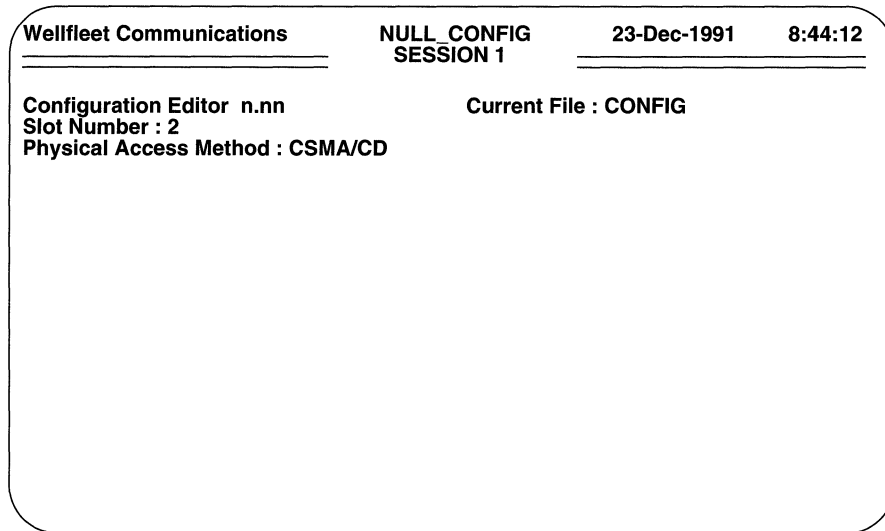 Wellfleet Communications NULL_CONFIG 23-Dec-1991 8:44:12
SESSION 1
Configuration Editor n.nn Current File : CONFIG
Slot Number : 2
Physical Access Method : CSMA/CD